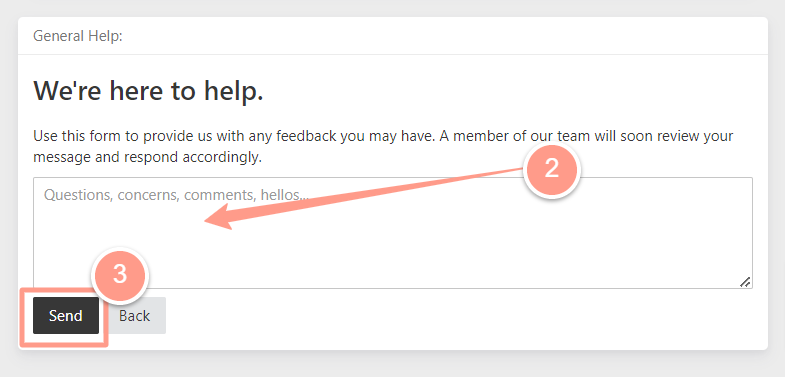 General Help:
We're here to help.
Use this form to provide us with any feedback you may have. A member of our team will soon review your
message and respond accordingly.
2
Questions, concerns, comments, hellos...
3
Send
Back